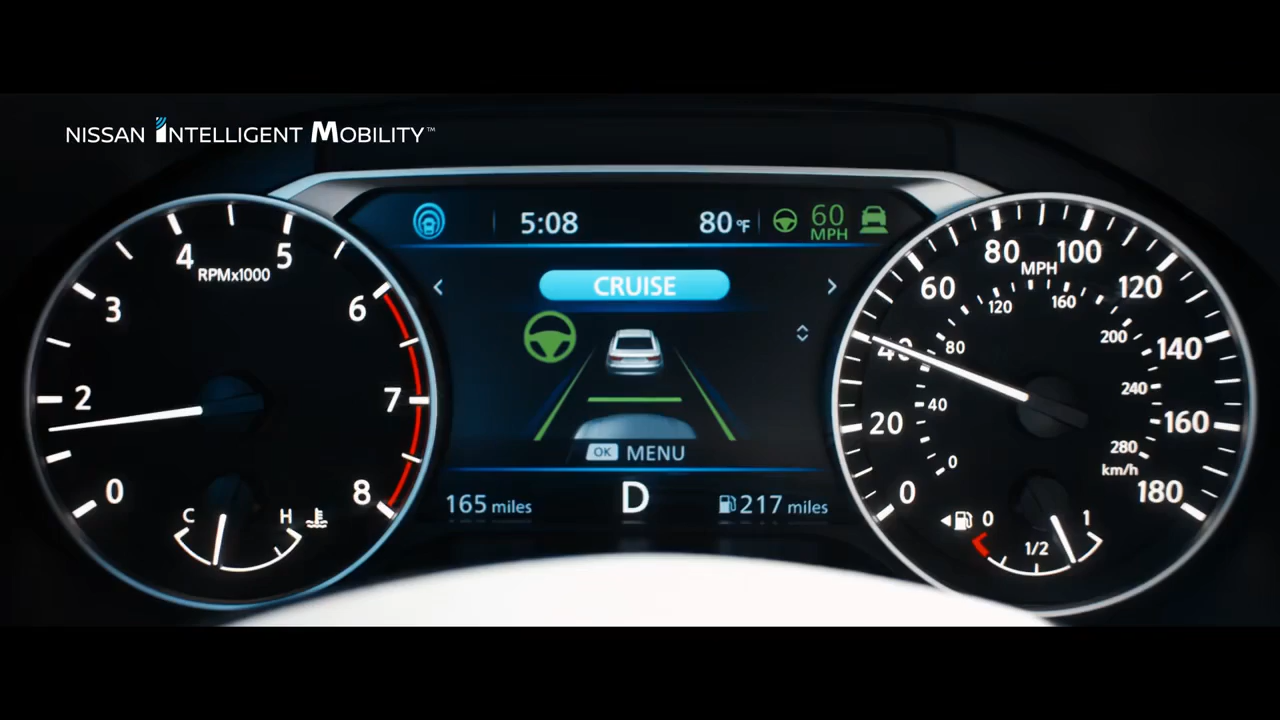 NISSAN INTELLIGENT MOBILITY™
5:08
80°F
60
MPH
CRUISE
OK MENU
165 miles
D
217 miles
0
2
3
4
5
6
7
8
RPMx1000
C
H
0
20
40
60
80
100
120
140
160
180
MPH
0
40
80
120
160
200
240
280
km/h
0
1/2
1